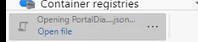 Container registries
Opening PortalDia....json...
Open file
...